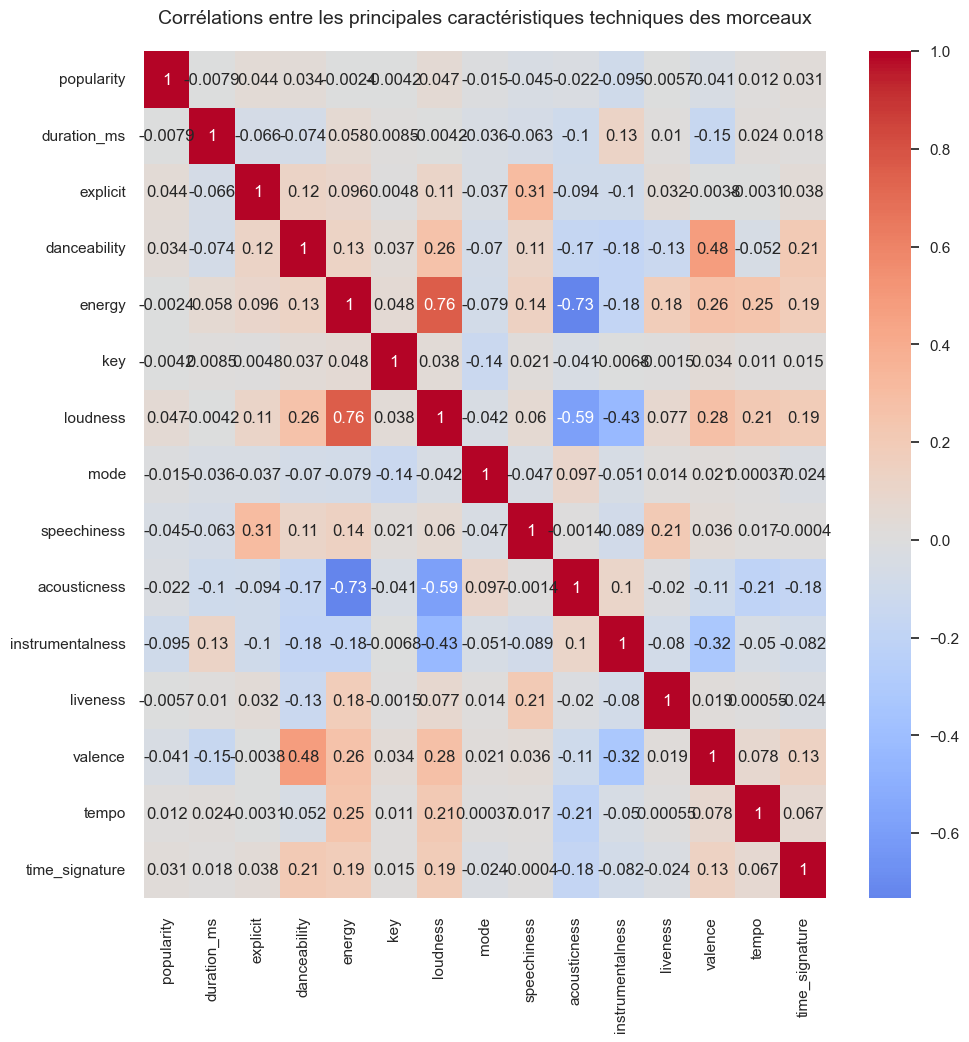 Corrélations entre les principales caractéristiques techniques des morceaux
popularity 1 -0.0079 0.044 0.034 -0.0024 -0.0042 0.047 -0.015 -0.045 -0.022 -0.095 -0.0057 -0.041 0.012 0.031
duration_ms -0.0079 1 -0.066 -0.074 0.058 0.0085 -0.0042 -0.036 -0.063 -0.1 0.13 0.01 -0.15 0.024 0.018
explicit 0.044 -0.066 1 0.12 0.096 0.0048 0.11 -0.037 0.31 -0.094 -0.1 0.032 -0.0038 -0.0031 0.038
danceability 0.034 -0.074 0.12 1 0.13 0.037 0.26 -0.07 0.11 -0.17 -0.18 -0.13 0.48 -0.052 0.21
energy -0.0024 0.058 0.096 0.13 1 0.048 0.76 -0.079 0.14 -0.73 -0.18 0.18 0.26 0.25 0.19
key -0.0042 0.0085 0.0048 0.037 0.048 1 0.038 -0.14 0.021 -0.041 -0.0068 -0.0015 0.034 0.011 0.015
loudness 0.047 -0.0042 0.11 0.26 0.76 0.038 1 -0.042 0.06 -0.59 -0.43 0.077 0.28 0.21 0.19
mode -0.015 -0.036 -0.037 -0.07 -0.079 -0.14 -0.042 1 -0.047 0.097 -0.051 0.014 0.021 0.00037 -0.024
speechiness -0.045 -0.063 0.31 0.11 0.14 0.021 0.06 -0.047 1 -0.0014 -0.089 0.21 0.036 0.017 -0.0004
acousticness -0.022 -0.1 -0.094 -0.17 -0.73 -0.041 -0.59 0.097 -0.0014 1 0.1 -0.02 -0.11 -0.21 -0.18
instrumentalness -0.095 0.13 -0.1 -0.18 -0.18 -0.0068 -0.43 -0.051 -0.089 0.1 1 -0.08 -0.32 -0.05 -0.082
liveness -0.0057 0.01 0.032 -0.13 0.18 -0.0015 0.077 0.014 0.21 -0.02 -0.08 1 0.019 0.00055 -0.024
valence -0.041 -0.15 -0.0038 0.48 0.26 0.034 0.28 0.021 0.036 -0.11 -0.32 0.019 1 0.078 0.13
tempo 0.012 0.024 -0.0031 -0.052 0.25 0.011 0.21 0.00037 0.017 -0.21 -0.05 0.00055 0.078 1 0.067
time_signature 0.031 0.018 0.038 0.21 0.19 0.015 0.19 -0.024 -0.0004 -0.18 -0.082 -0.024 0.13 0.067 1
popularity
duration_ms
explicit
danceability
energy
key
loudness
mode
speechiness
acousticness
instrumentalness
liveness
valence
tempo
time_signature
1.0
0.8
0.6
0.4
0.2
0.0
−0.2
−0.4
−0.6